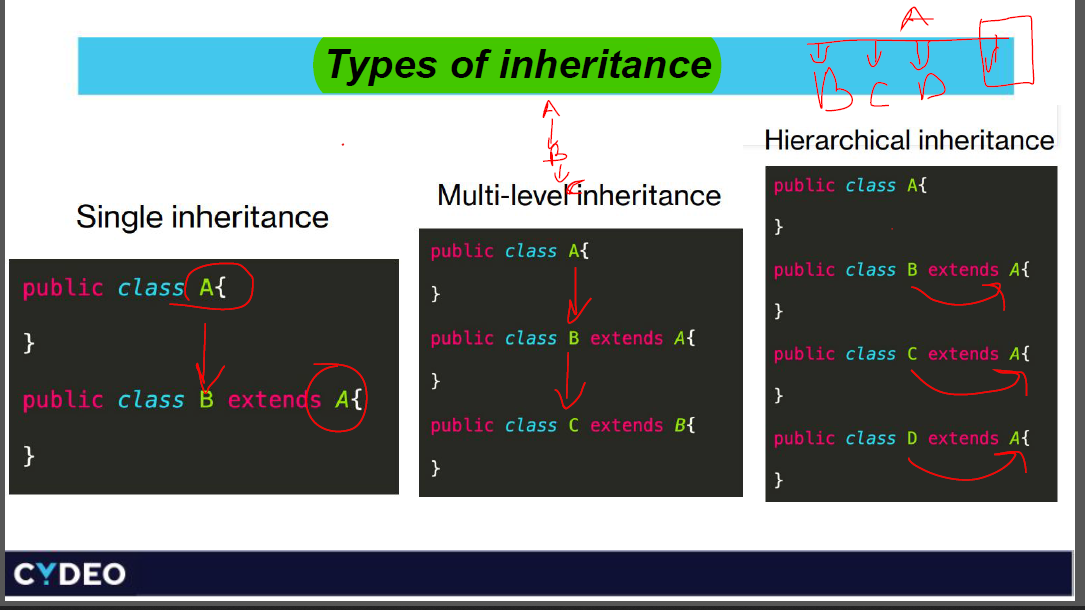 Types of inheritance
A
B C D
A
B
C
Single inheritance
public class A{
}
public class B extends A{
}
Multi-level inheritance
public class A{
}
public class B extends A{
}
public class C extends B{
}
Hierarchical inheritance
public class A{
}
public class B extends A{
}
public class C extends A{
}
public class D extends A{
}
CYDEO